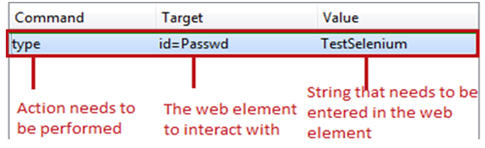 Command Target Value
type id=Passwd TestSelenium
Action needs to
be performed
The web element
to interact with
String that needs to be
entered in the web
element